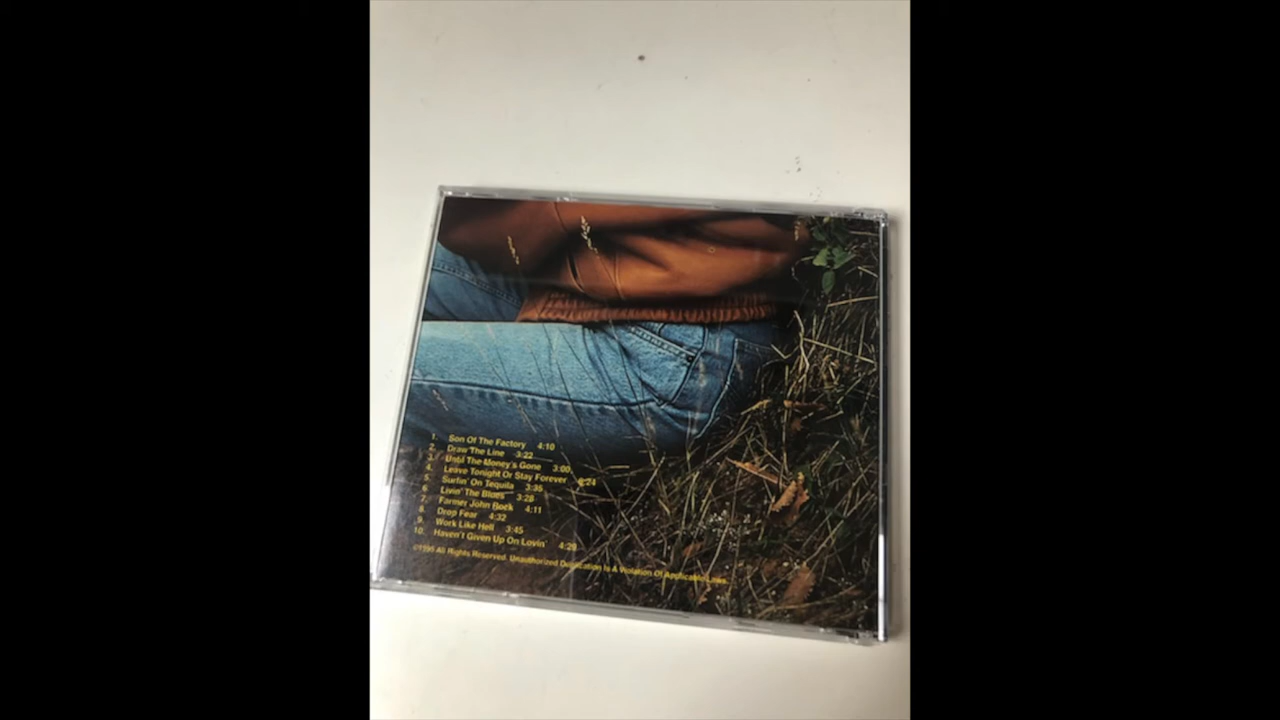 1. Son Of The Factory 4:10
2. Draw The Line 3:22
3. Until The Money's Gone 3:00
4. Leave Tonight Or Stay Forever 6:24
5. Surfin' On Tequila 3:35
6. Livin' The Blues 3:28
7. Farmer John Rock 4:11
8. Drop Fear 4:32
9. Work Like Hell 3:45
10. Haven't Given Up On Lovin' 4:29
All Rights Reserved. Unauthorized Duplication Is A Violation Of Applicable Laws.